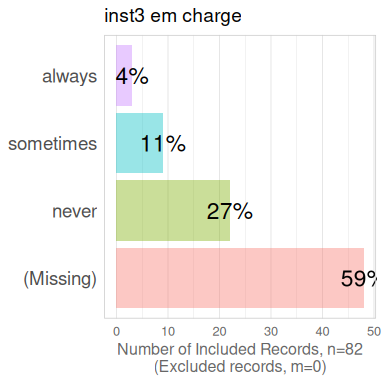 inst3 em charge
always
4%
sometimes
11%
never
27%
(Missing)
59%
0 10 20 30 40 50
Number of Included Records, n=82
(Excluded records, m=0)